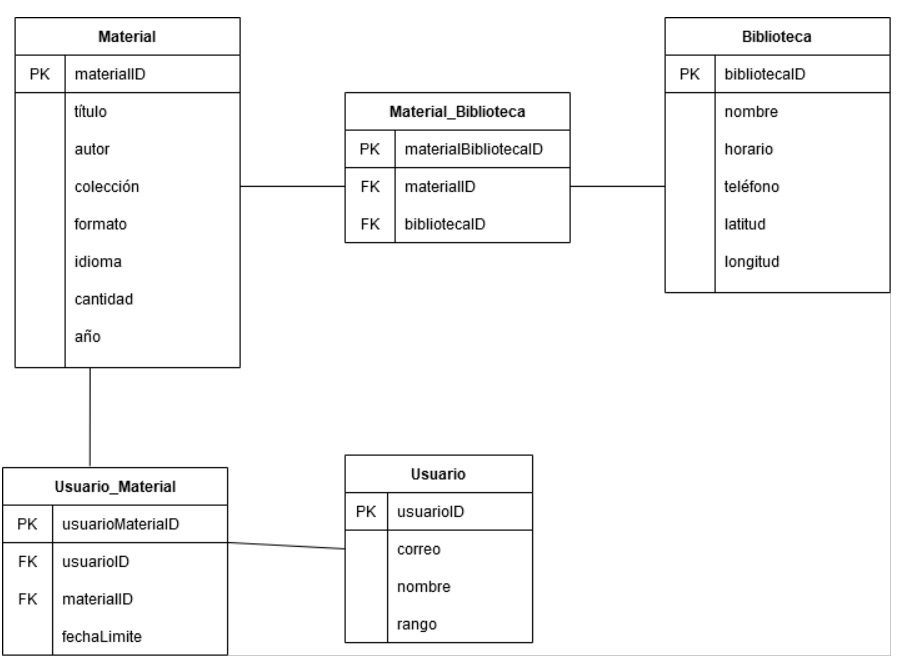 Material
PK materialID
título
autor
colección
formato
idioma
cantidad
año
Material_Biblioteca
PK materialBibliotecaID
FK materialID
FK bibliotecaID
Biblioteca
PK bibliotecaID
nombre
horario
teléfono
latitud
longitud
Usuario_Material
PK usuarioMaterialD
FK usuarioID
FK materialID
fechaLimite
Usuario
PK usuarioID
correo
nombre
rango